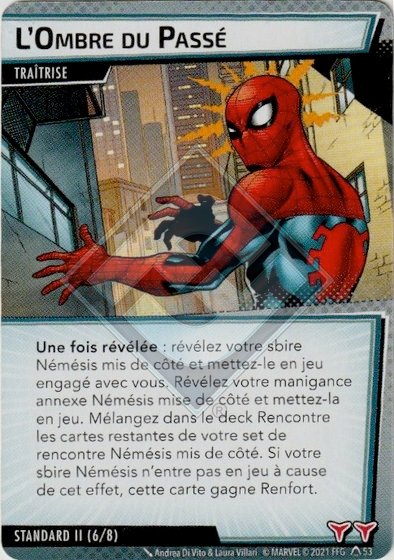 L'Ombre du Passé
TRAÎTRISE
Une fois révélée : révélez votre sbire
Némésis mis de côté et mettez-le en jeu
engagé avec vous. Révélez votre manigance
annexe Némésis mise de côté et mettez-la
en jeu. Mélangez dans le deck Rencontre
les cartes restantes de votre set de
rencontre Némésis mis de côté. Si votre
sbire Némésis n'entre pas en jeu à cause
de cet effet, cette carte gagne Renfort.
STANDARD II (6/8)
Andrea Di Vito & Laura Villari © MARVEL © 2021 FFG 53
®